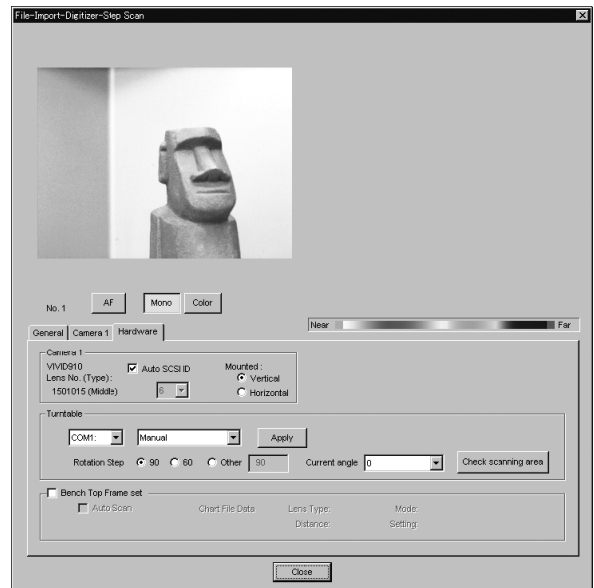 File-Import-Digitizer-Step Scan
No. 1
AF
Mono
Color
Near
Far
General
Camera 1
Hardware
Camera 1
VIVID910
Auto SCSI ID
Mounted :
Lens No. (Type):
Vertical
1501015 (Middle)
6
Horizontal
Turntable
COM1:
Manual
Apply
Rotation Step
90
60
Other
90
Current angle
0
Check scanning area
Bench Top Frame set
Auto Scan
Chart File Data
Lens Type:
Mode:
Distance:
Setting:
Close